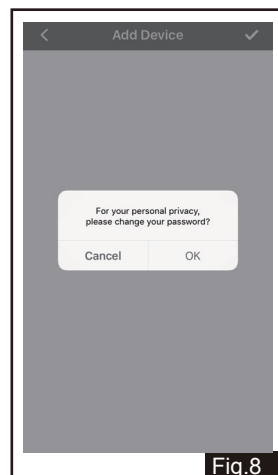 Add Device
For your personal privacy,
please change your password?
Cancel OK
Fig.8